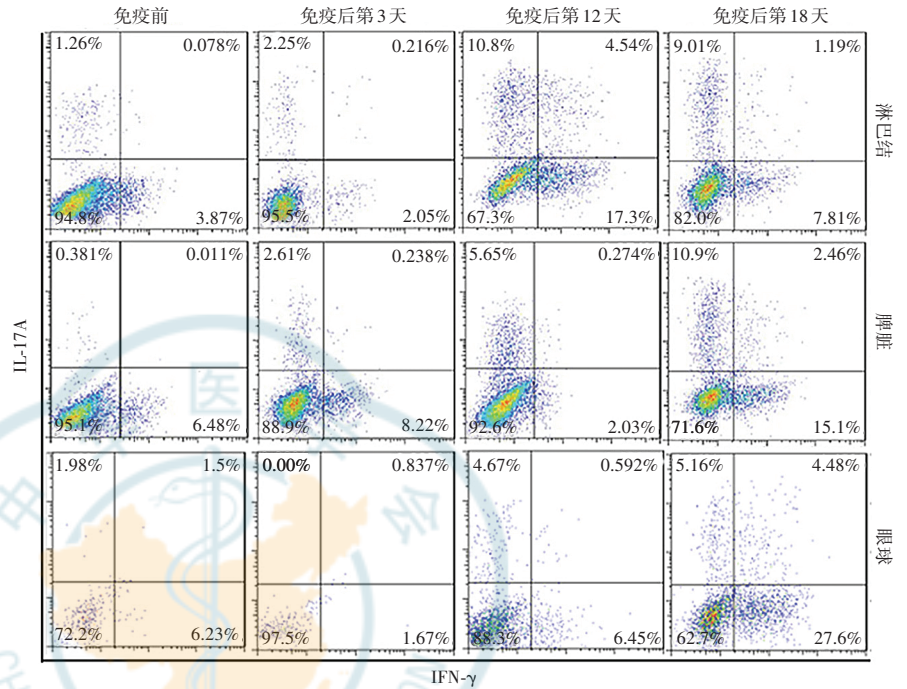 免疫前 免疫后第3天 免疫后第12天 免疫后第18天
1.26% 0.078% 2.25% 0.216% 10.8% 4.54% 9.01% 1.19%
淋巴结
94.8% 3.87% 95.5% 2.05% 67.3% 17.3% 82.0% 7.81%
0.381% 0.011% 2.61% 0.238% 5.65% 0.274% 10.9% 2.46%
脾脏
IL-17A
95.1% 6.48% 88.9% 8.22% 92.6% 2.03% 71.6% 15.1%
1.98% 1.5% 0.00% 0.837% 4.67% 0.592% 5.16% 4.48%
眼球
72.2% 6.23% 97.5% 1.67% 88.3% 6.45% 62.7% 27.6%
IFN-γ
中
医
会